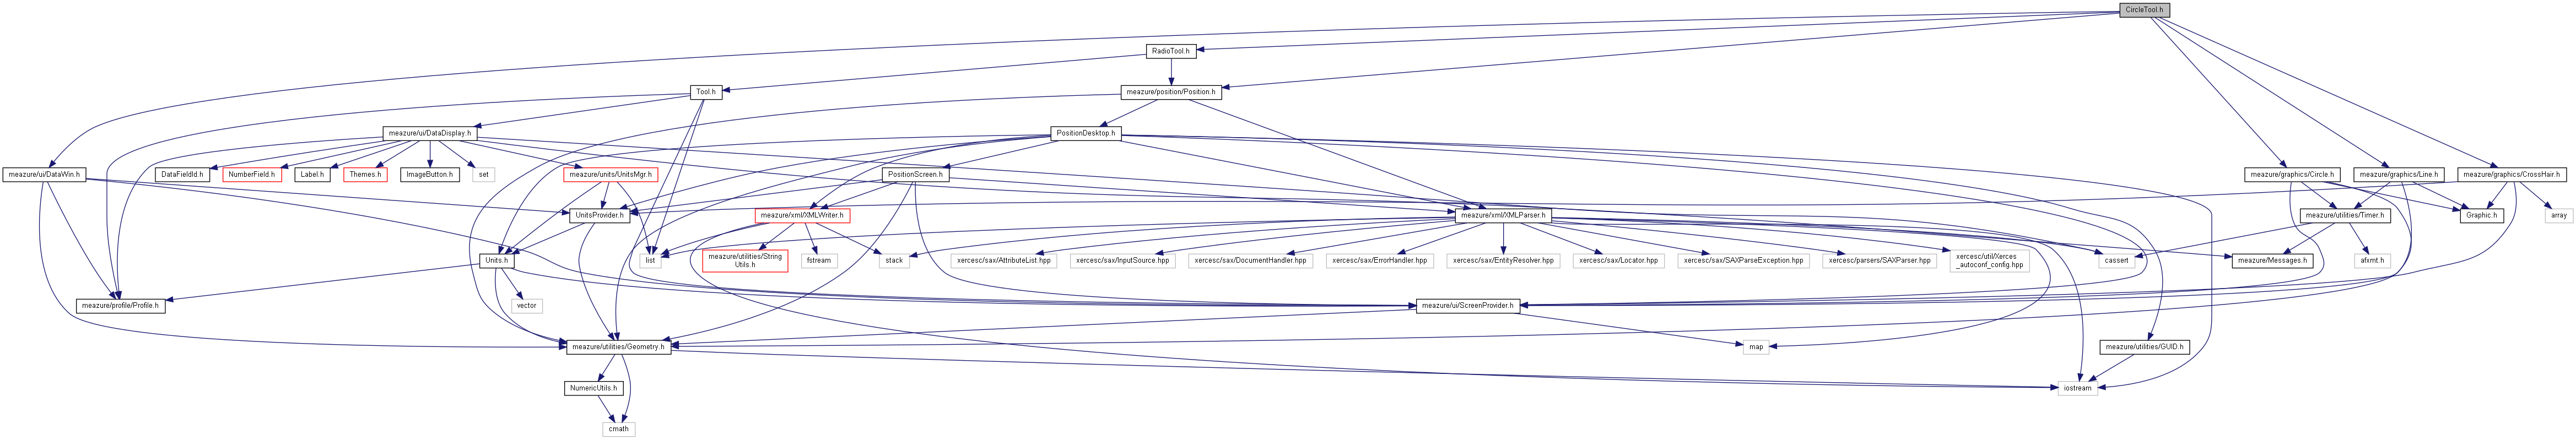 CircleTool.h
RadioTool.h
Tool.h
meazure/position/Position.h
meazure/ui/DataDisplay.h
PositionDesktop.h
meazure/ui/DataWin.h
DataFieldId.h
NumberField.h
Label.h
Themes.h
ImageButton.h
set
meazure/units/UnitsMgr.h
PositionScreen.h
meazure/graphics/Circle.h
meazure/graphics/Line.h
meazure/graphics/CrossHair.h
UnitsProvider.h
meazure/xml/XMLWriter.h
meazure/xml/XMLParser.h
meazure/utilities/Timer.h
Graphic.h
array
Units.h
list
meazure/utilities/String
Utils.h
fstream
stack
xercesc/sax/AttributeList.hpp
xercesc/sax/InputSource.hpp
xercesc/sax/DocumentHandler.hpp
xercesc/sax/ErrorHandler.hpp
xercesc/sax/EntityResolver.hpp
xercesc/sax/Locator.hpp
xercesc/sax/SAXParseException.hpp
xercesc/parsers/SAXParser.hpp
xercesc/util/Xerces
_autoconf_config.hpp
cassert
meazure/Messages.h
afxmt.h
meazure/profile/Profile.h
vector
meazure/ui/ScreenProvider.h
meazure/utilities/Geometry.h
map
meazure/utilities/GUID.h
NumericUtils.h
iostream
cmath